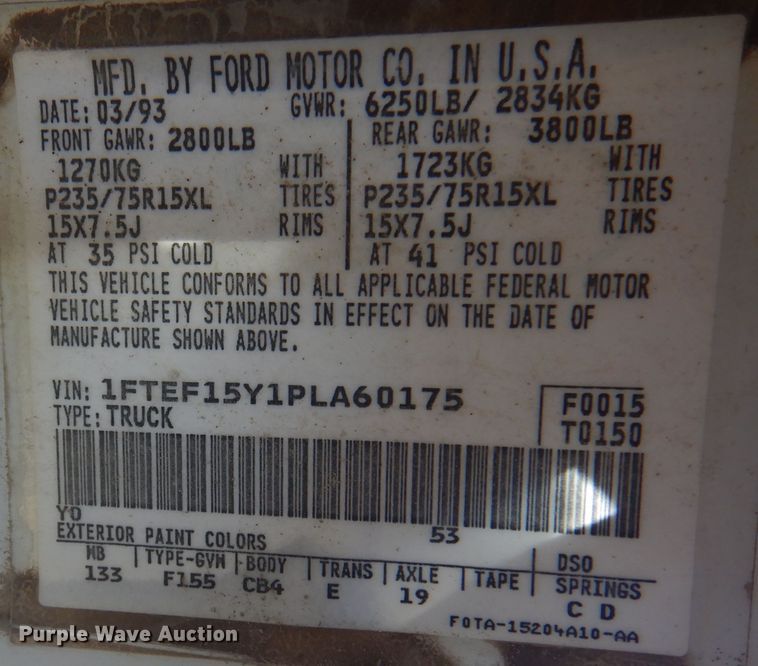 MFD. BY FORD MOTOR CO. IN U.S.A.
DATE: 03/93 GVWR: 6250LB/ 2834KG
FRONT GAWR: 2800LB REAR GAWR: 3800LB
1270KG WITH 1723KG WITH
P235/75R15XL TIRES P235/75R15XL TIRES
15X7.5J RIMS 15X7.5J RIMS
AT 35 PSI COLD AT 41 PSI COLD
THIS VEHICLE CONFORMS TO ALL APPLICABLE FEDERAL MOTOR
VEHICLE SAFETY STANDARDS IN EFFECT ON THE DATE OF
MANUFACTURE SHOWN ABOVE.
VIN: 1FTEF15Y1PLA60175 F0015
TYPE: TRUCK T0150
YO 53
EXTERIOR PAINT COLORS DSO
WB TYPE-GVW BODY TRANS AXLE TAPE SPRINGS
133 F155 CB4 E 19 C D
F0TA-15204A10-AA
Purple Wave Auction